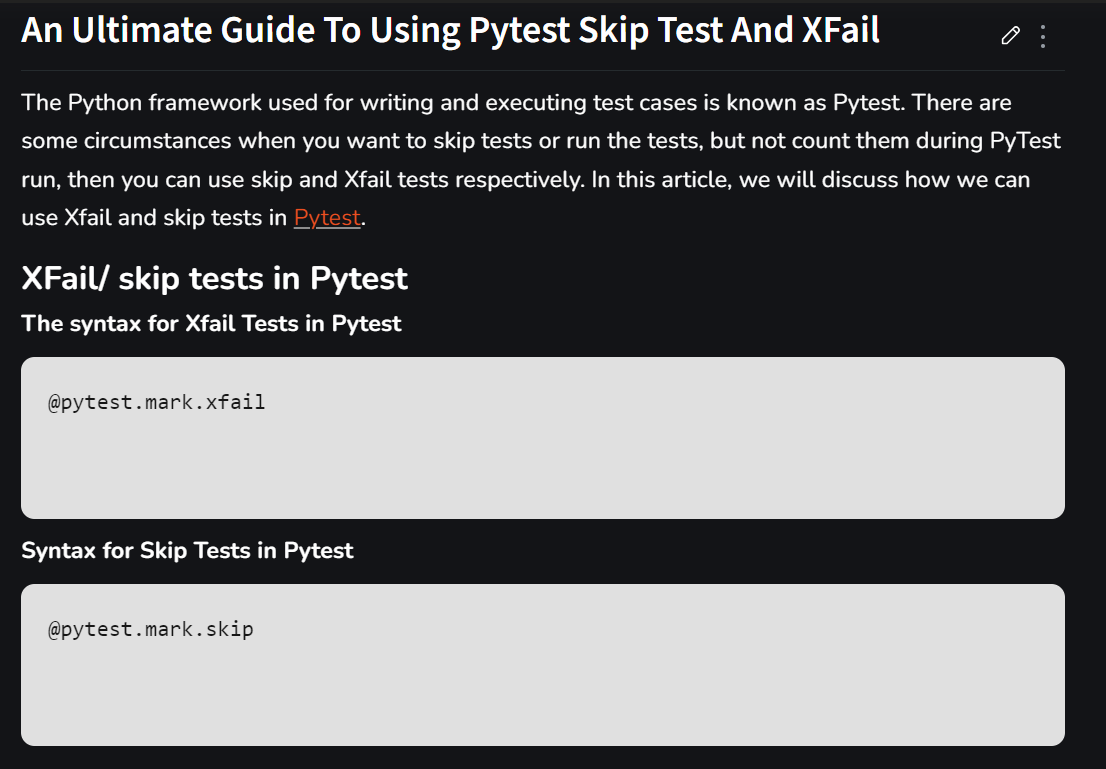 An Ultimate Guide To Using Pytest Skip Test And XFail
The Python framework used for writing and executing test cases is known as Pytest. There are
some circumstances when you want to skip tests or run the tests, but not count them during PyTest
run, then you can use skip and Xfail tests respectively. In this article, we will discuss how we can
use Xfail and skip tests in Pytest.
XFail/ skip tests in Pytest
The syntax for Xfail Tests in Pytest
@pytest.mark.xfail
Syntax for Skip Tests in Pytest
@pytest.mark.skip